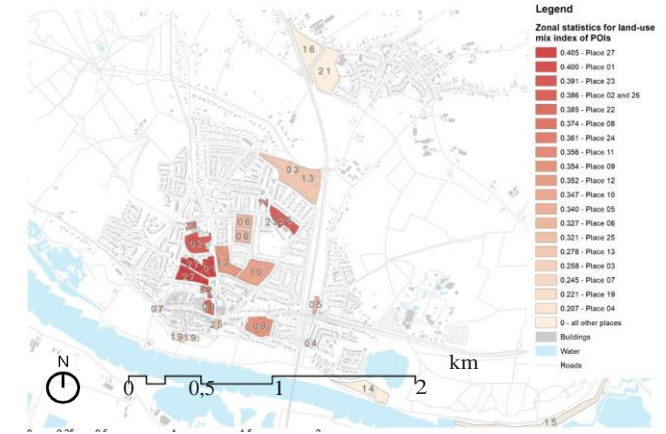 Legend
Zonal statistics for land-use
mix index of POIs
0.405 - Place 27
0.400 - Place 01
0.391 - Place 23
0.386 - Place 02 and 26
0.385 - Place 22
0.374 - Place 08
0.361 - Place 24
0.356 - Place 11
0.354 - Place 09
0.352 - Place 12
0.347 - Place 10
0.340 - Place 05
0.327 - Place 06
0.321 - Place 25
0.278 - Place 13
0.258 - Place 03
0.245 - Place 07
0.221 - Place 19
0.207 - Place 04
0 - all other places
Buildings
Water
Roads
16
21
03
13
06
06
12
10
05
07
25
09
1919
04
14
15
N
km
0 0,5 1 2